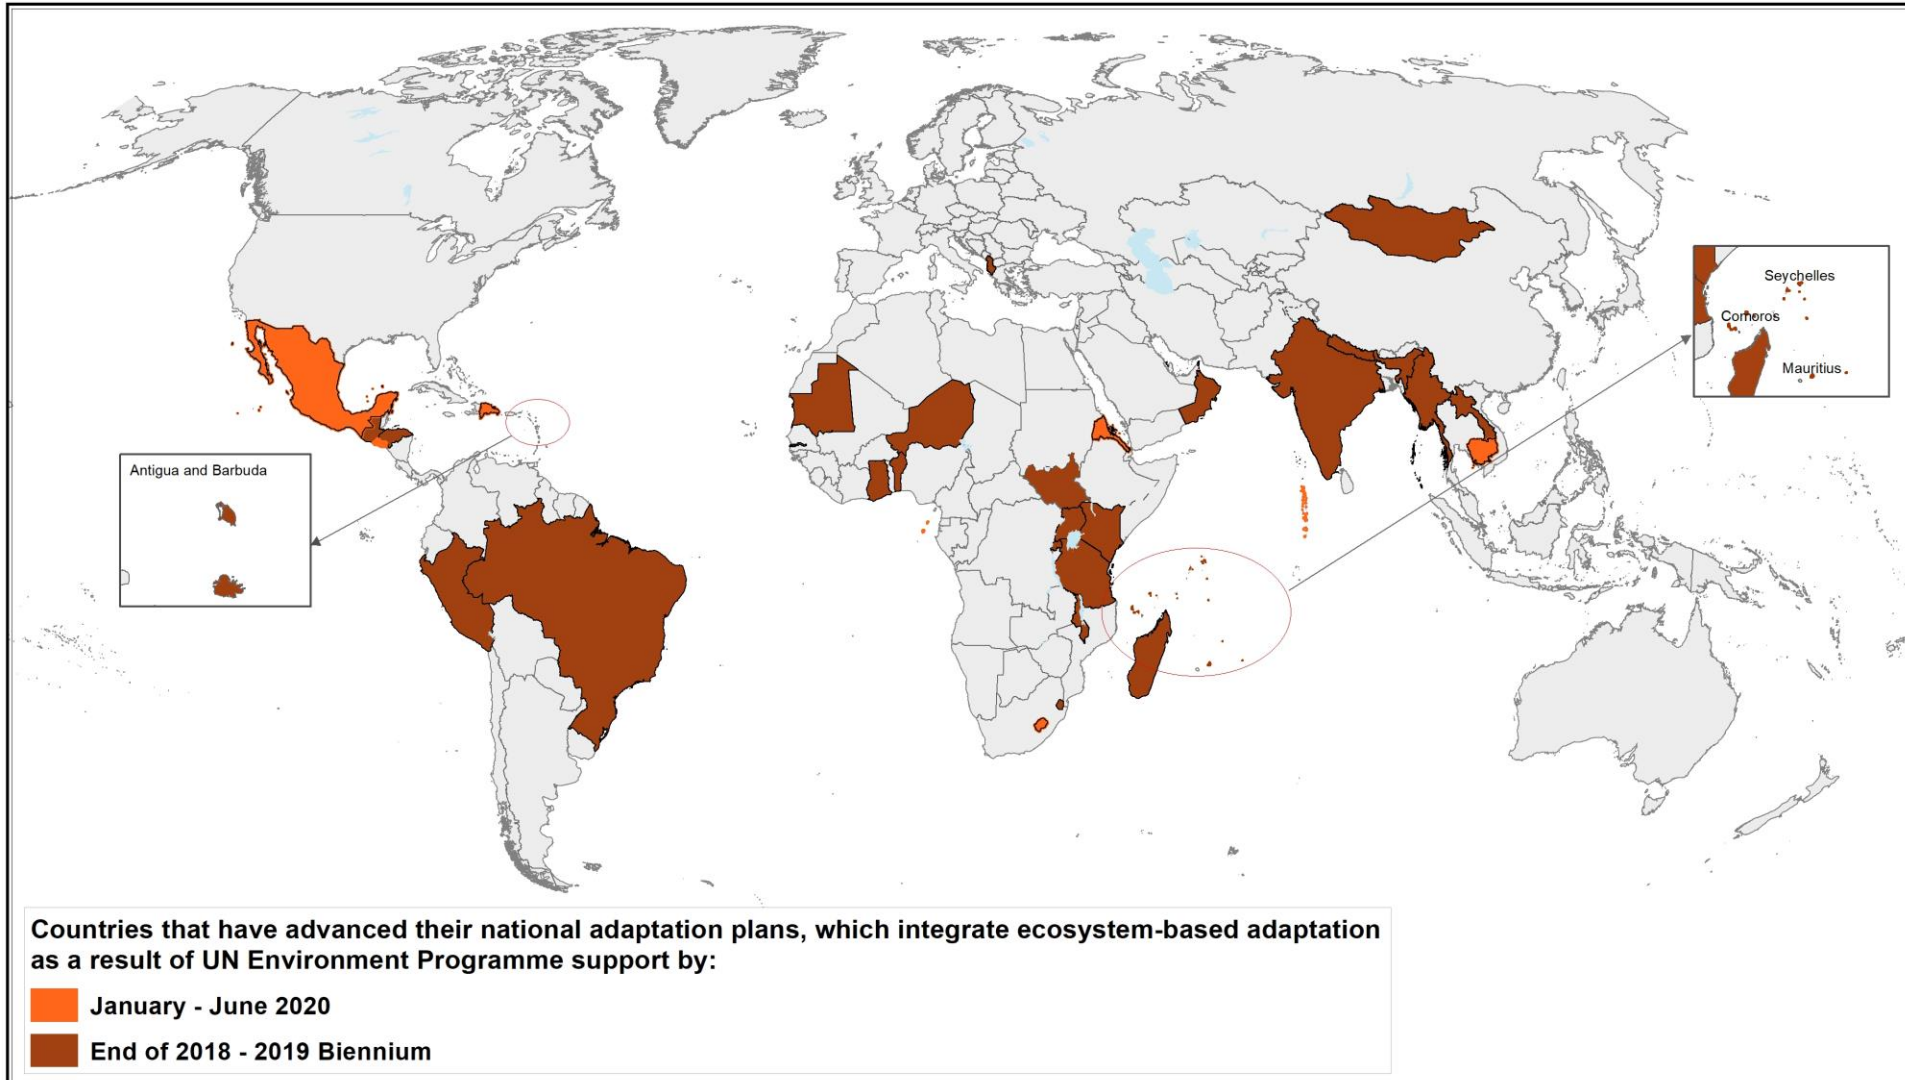 Seychelles
Comoros
Mauritius
Antigua and Barbuda
Countries that have advanced their national adaptation plans, which integrate ecosystem-based adaptation
as a result of UN Environment Programme support by:
January - June 2020
End of 2018 - 2019 Biennium